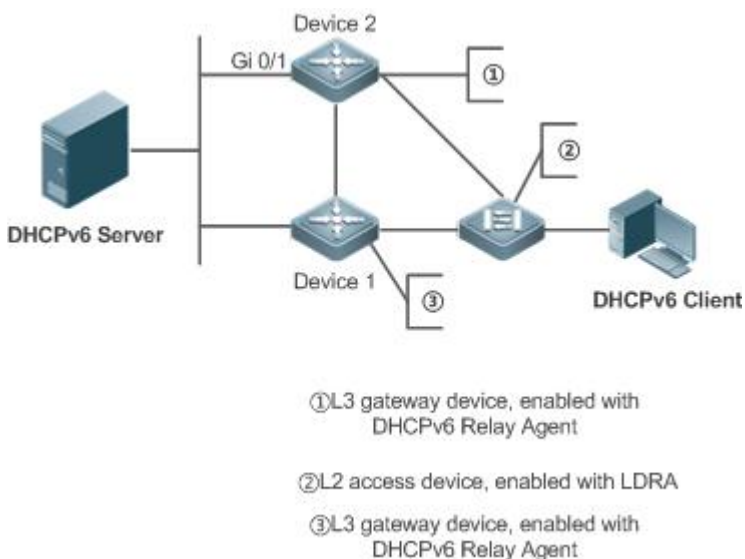 Device 2
Gi 0/1
①
②
DHCPv6 Server
Device 1
③
DHCPv6 Client
①L3 gateway device, enabled with
DHCPv6 Relay Agent
②L2 access device, enabled with LDRA
③L3 gateway device, enabled with
DHCPv6 Relay Agent